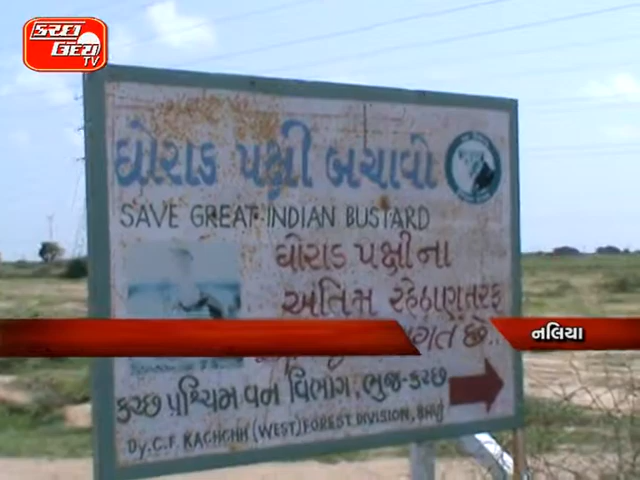 કચ્છ
ઉદય
TV
ઘોરાડ પક્ષી બચાવો
SAVE GREAT INDIAN BUSTARD
ઘોરાડ પક્ષીના
અંતિમ રહેઠાણ તરફ
છે..
નલિયા
કચ્છ પશ્ચિમ વન વિભાગ, ભુજ-કચ્છ
Dy.C.F. KACHCHH (WEST) FOREST DIVISION, BHUJ